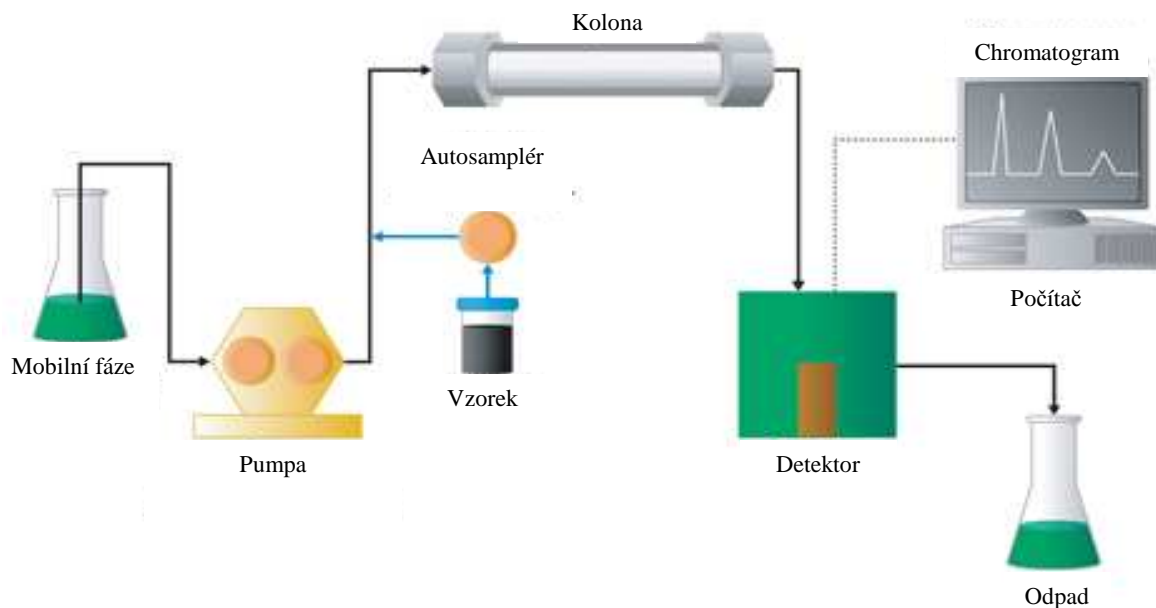 Kolona
Chromatogram
Autosamplér
Mobilní fáze
Vzorek
Počítač
Pumpa
Detektor
Odpad